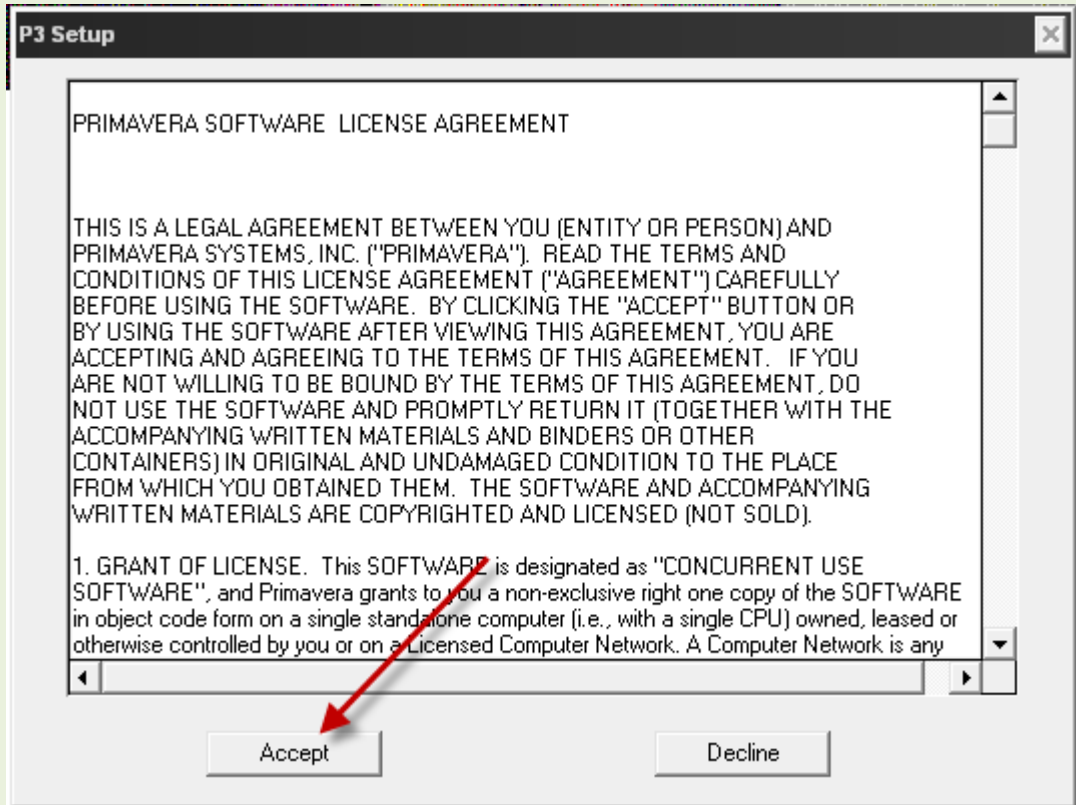 P3 Setup
PRIMAVERA SOFTWARE  LICENSE AGREEMENT
THIS IS A LEGAL AGREEMENT BETWEEN YOU (ENTITY OR PERSON) AND
PRIMAVERA SYSTEMS, INC. ("PRIMAVERA").  READ THE TERMS AND
CONDITIONS OF THIS LICENSE AGREEMENT ("AGREEMENT") CAREFULLY
BEFORE USING THE SOFTWARE.  BY CLICKING THE "ACCEPT" BUTTON OR
BY USING THE SOFTWARE AFTER VIEWING THIS AGREEMENT, YOU ARE
ACCEPTING AND AGREEING TO THE TERMS OF THIS AGREEMENT.   IF YOU
ARE NOT WILLING TO BE BOUND BY THE TERMS OF THIS AGREEMENT, DO
NOT USE THE SOFTWARE AND PROMPTLY RETURN IT (TOGETHER WITH THE
ACCOMPANYING WRITTEN MATERIALS AND BINDERS OR OTHER
CONTAINERS) IN ORIGINAL AND UNDAMAGED CONDITION TO THE PLACE
FROM WHICH YOU OBTAINED THEM.  THE SOFTWARE AND ACCOMPANYING
WRITTEN MATERIALS ARE COPYRIGHTED AND LICENSED (NOT SOLD).
1. GRANT OF LICENSE.  This SOFTWARE is designated as "CONCURRENT USE
SOFTWARE", and Primavera grants to you a non-exclusive right one copy of the SOFTWARE
in object code form on a single standalone computer (i.e., with a single CPU) owned, leased or
otherwise controlled by you or on a Licensed Computer Network. A Computer Network is any
Accept
Decline